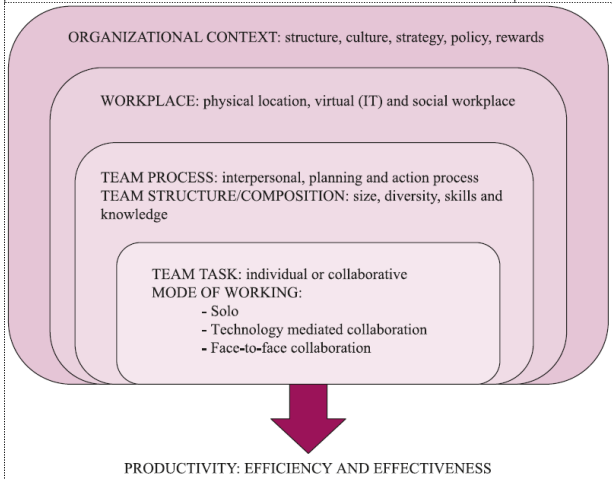 ORGANIZATIONAL CONTEXT: structure, culture, strategy, policy, rewards
WORKPLACE: physical location, virtual (IT) and social workplace
TEAM PROCESS: interpersonal, planning and action process
TEAM STRUCTURE/COMPOSITION: size, diversity, skills and
knowledge
TEAM TASK: individual or collaborative
MODE OF WORKING:
- Solo
- Technology mediated collaboration
- Face-to-face collaboration
PRODUCTIVITY: EFFICIENCY AND EFFECTIVENESS